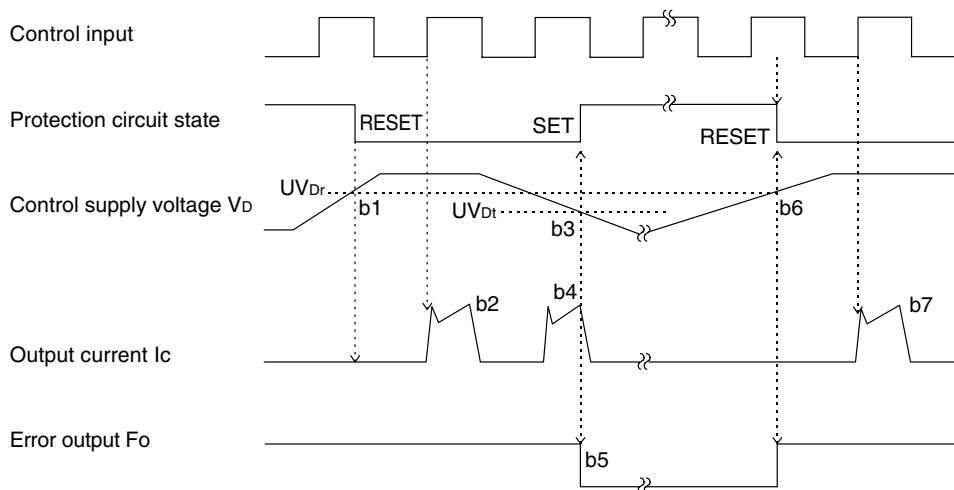 Control input
Protection circuit state
RESET
SET
RESET
UVDr
Control supply voltage VD
b1
UVDt
b3
b6
b2
b4
b7
Output current Ic
Error output Fo
b5